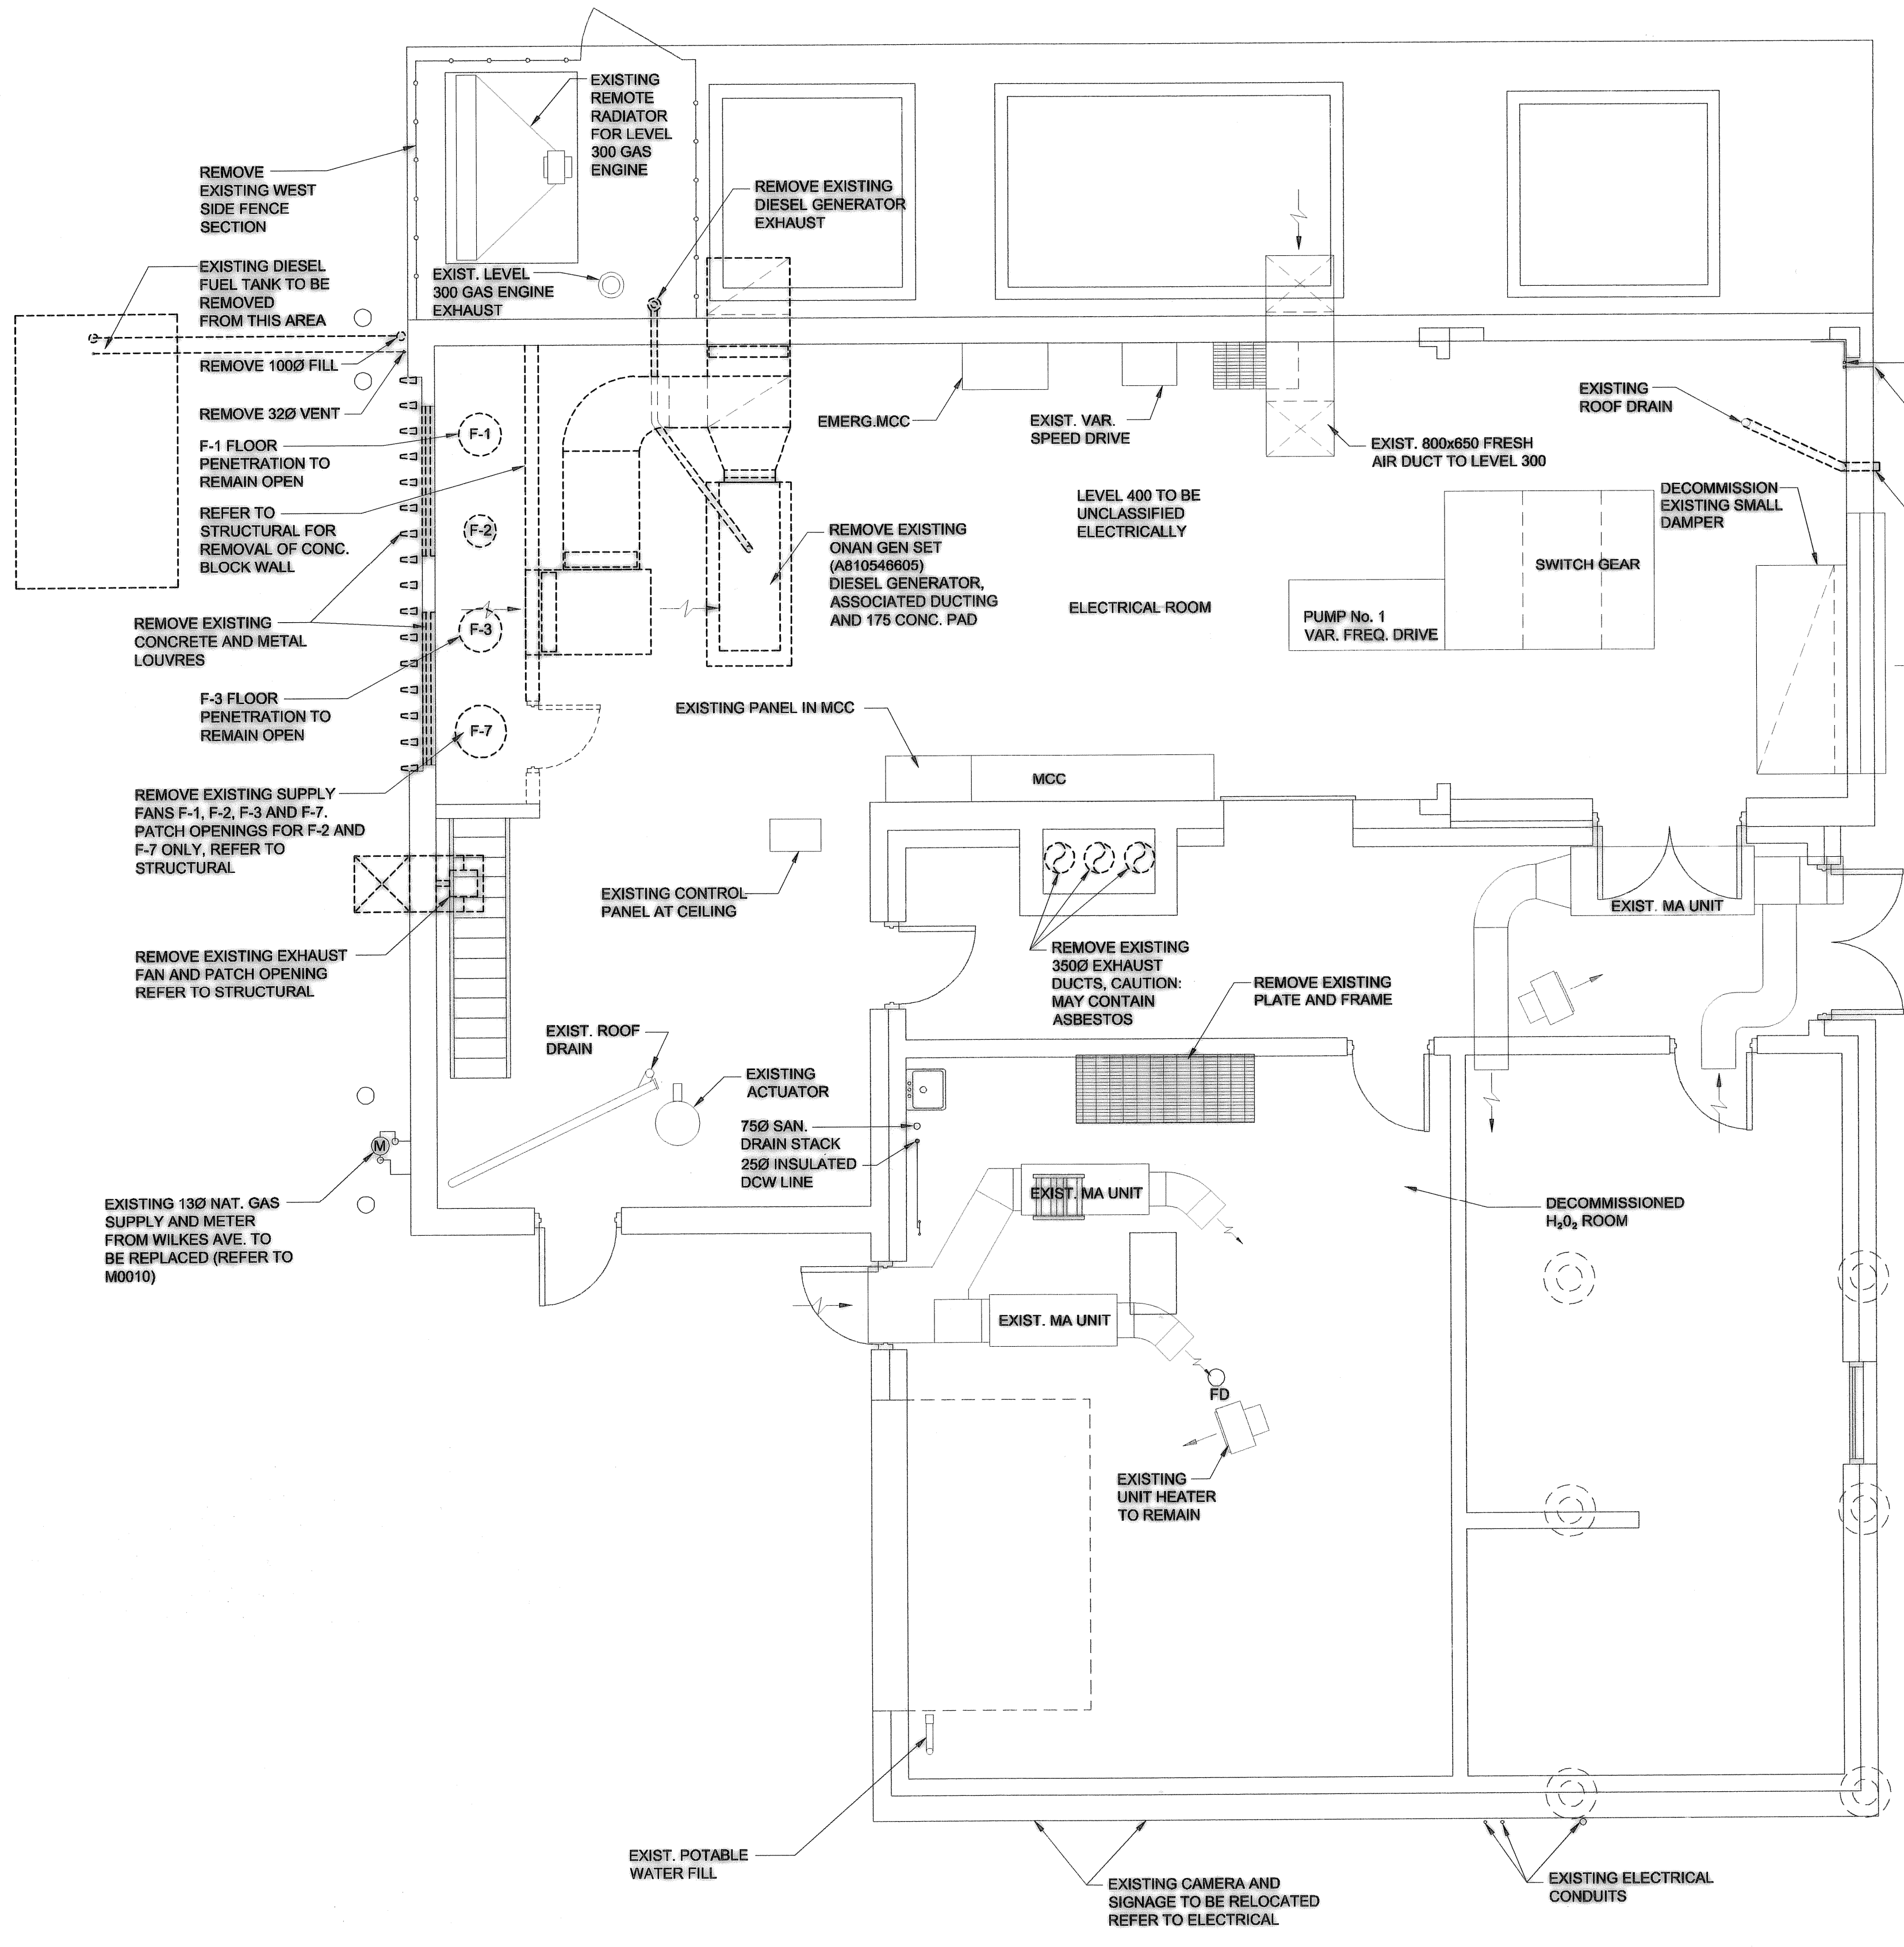 EXISTING
REMOTE
RADIATOR
FOR LEVEL
300 GAS
ENGINE
REMOVE
EXISTING WEST
SIDE FENCE
SECTION
REMOVE EXISTING
DIESEL GENERATOR
EXHAUST
EXISTING DIESEL
FUEL TANK TO BE
REMOVED
FROM THIS AREA
EXIST. LEVEL
300 GAS ENGINE
EXHAUST
REMOVE 100Ø FILL
REMOVE 32Ø VENT
F-1 FLOOR
PENETRATION TO
REMAIN OPEN
F-1
EMERG.MCC
EXIST. VAR.
SPEED DRIVE
EXIST. 800x650 FRESH
AIR DUCT TO LEVEL 300
EXISTING
ROOF DRAIN
REFER TO
STRUCTURAL FOR
REMOVAL OF CONC.
BLOCK WALL
F-2
REMOVE EXISTING
ONAN GEN SET
(A810546605)
DIESEL GENERATOR,
ASSOCIATED DUCTING
AND 175 CONC. PAD
LEVEL 400 TO BE
UNCLASSIFIED
ELECTRICALLY
DECOMMISSION
EXISTING SMALL
DAMPER
SWITCH GEAR
ELECTRICAL ROOM
PUMP No. 1
VAR. FREQ. DRIVE
REMOVE EXISTING
CONCRETE AND METAL
LOUVRES
F-3
F-3 FLOOR
PENETRATION TO
REMAIN OPEN
EXISTING PANEL IN MCC
F-7
MCC
REMOVE EXISTING SUPPLY
FANS F-1, F-2, F-3 AND F-7.
PATCH OPENINGS FOR F-2 AND
F-7 ONLY, REFER TO
STRUCTURAL
EXISTING CONTROL
PANEL AT CEILING
EXIST. MA UNIT
REMOVE EXISTING EXHAUST
FAN AND PATCH OPENING
REFER TO STRUCTURAL
REMOVE EXISTING
350Ø EXHAUST
DUCTS, CAUTION:
MAY CONTAIN
ASBESTOS
REMOVE EXISTING
PLATE AND FRAME
EXIST. ROOF
DRAIN
EXISTING
ACTUATOR
75Ø SAN.
DRAIN STACK
25Ø INSULATED
DCW LINE
M
EXISTING 13Ø NAT. GAS
SUPPLY AND METER
FROM WILKES AVE. TO
BE REPLACED (REFER TO
M0010)
EXIST. MA UNIT
DECOMMISSIONED
H₂0₂ ROOM
EXIST. MA UNIT
FD
EXISTING
UNIT HEATER
TO REMAIN
EXIST. POTABLE
WATER FILL
EXISTING CAMERA AND
SIGNAGE TO BE RELOCATED
REFER TO ELECTRICAL
EXISTING ELECTRICAL
CONDUITS